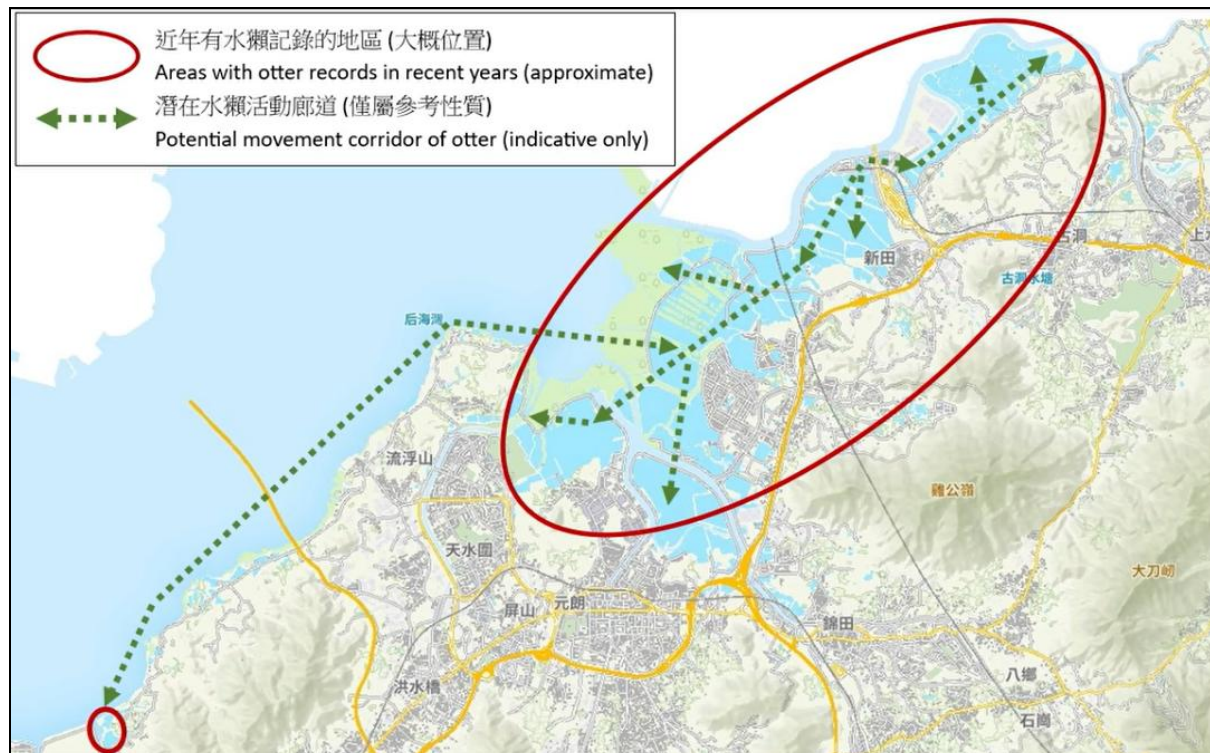 近年有水獺記錄的地區 (大概位置)
Areas with otter records in recent years (approximate)
潛在水獺活動廊道 (僅屬參考性質)
Potential movement corridor of otter (indicative only)
新田
古洞
上水
古洞水塘
后海灣
流浮山
雞公嶺
天水圍
大刀屻
屏山
元朗
錦田
洪水橋
八鄉
石崗